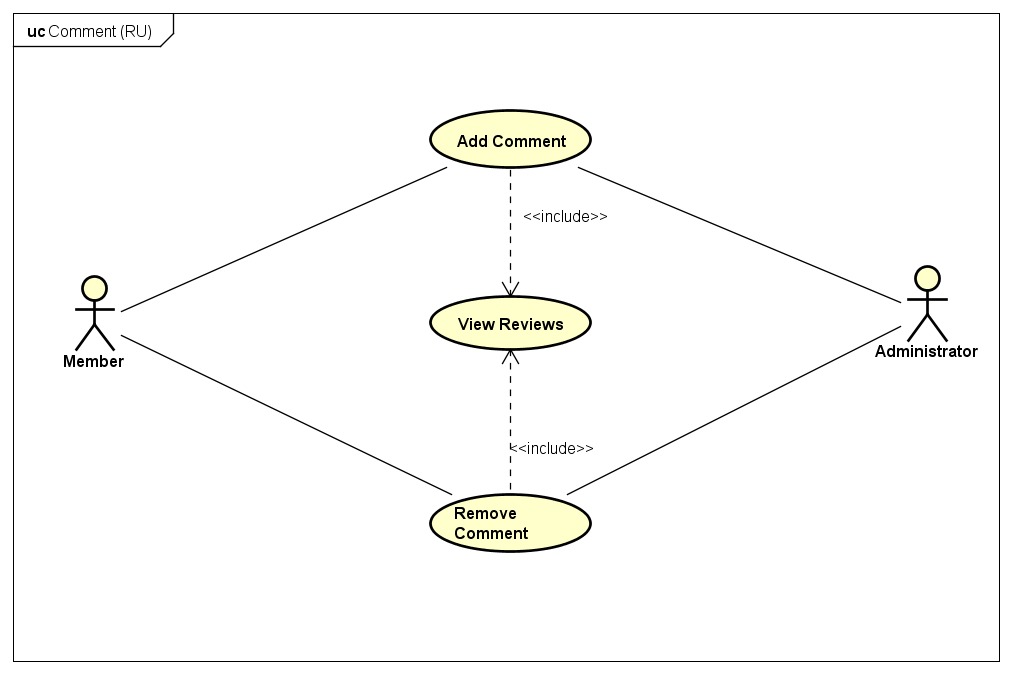 uc Comment (RU)
Add Comment
<<include>>
View Reviews
Member
Administrator
<<include>>
Remove
Comment